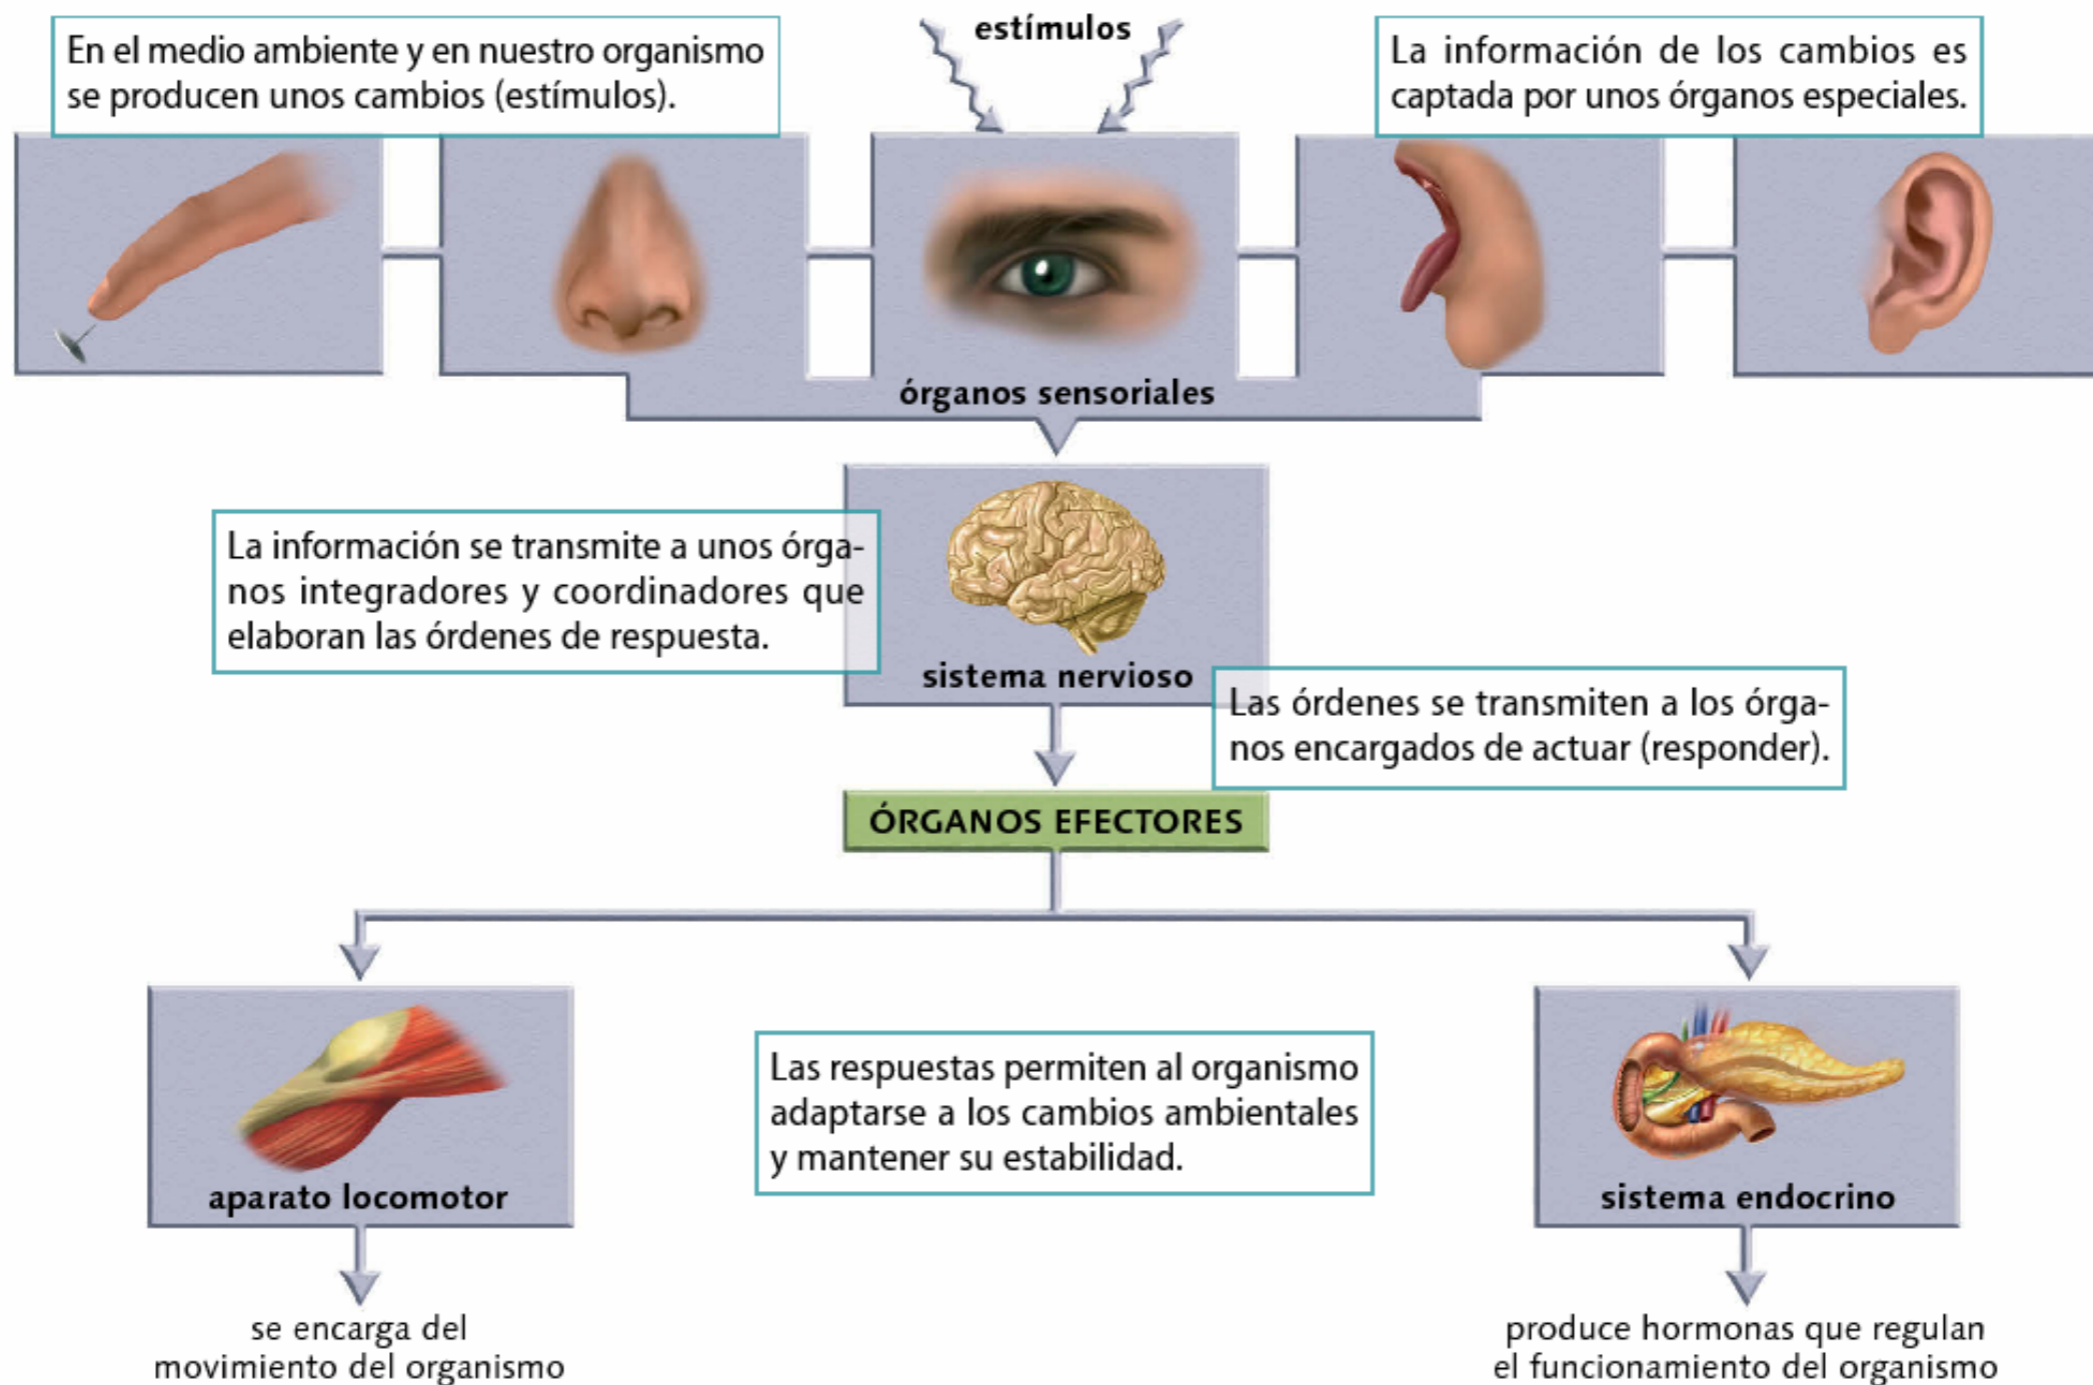 En el medio ambiente y en nuestro organismo
se producen unos cambios (estímulos).
estímulos
La información de los cambios es
captada por unos órganos especiales.
órganos sensoriales
La información se transmite a unos órga-
nos integradores y coordinadores que
elaboran las órdenes de respuesta.
sistema nervioso
Las órdenes se transmiten a los órga-
nos encargados de actuar (responder).
ÓRGANOS EFECTORES
aparato locomotor
Las respuestas permiten al organismo
adaptarse a los cambios ambientales
y mantener su estabilidad.
sistema endocrino
se encarga del
movimiento del organismo
produce hormonas que regulan
el funcionamiento del organismo